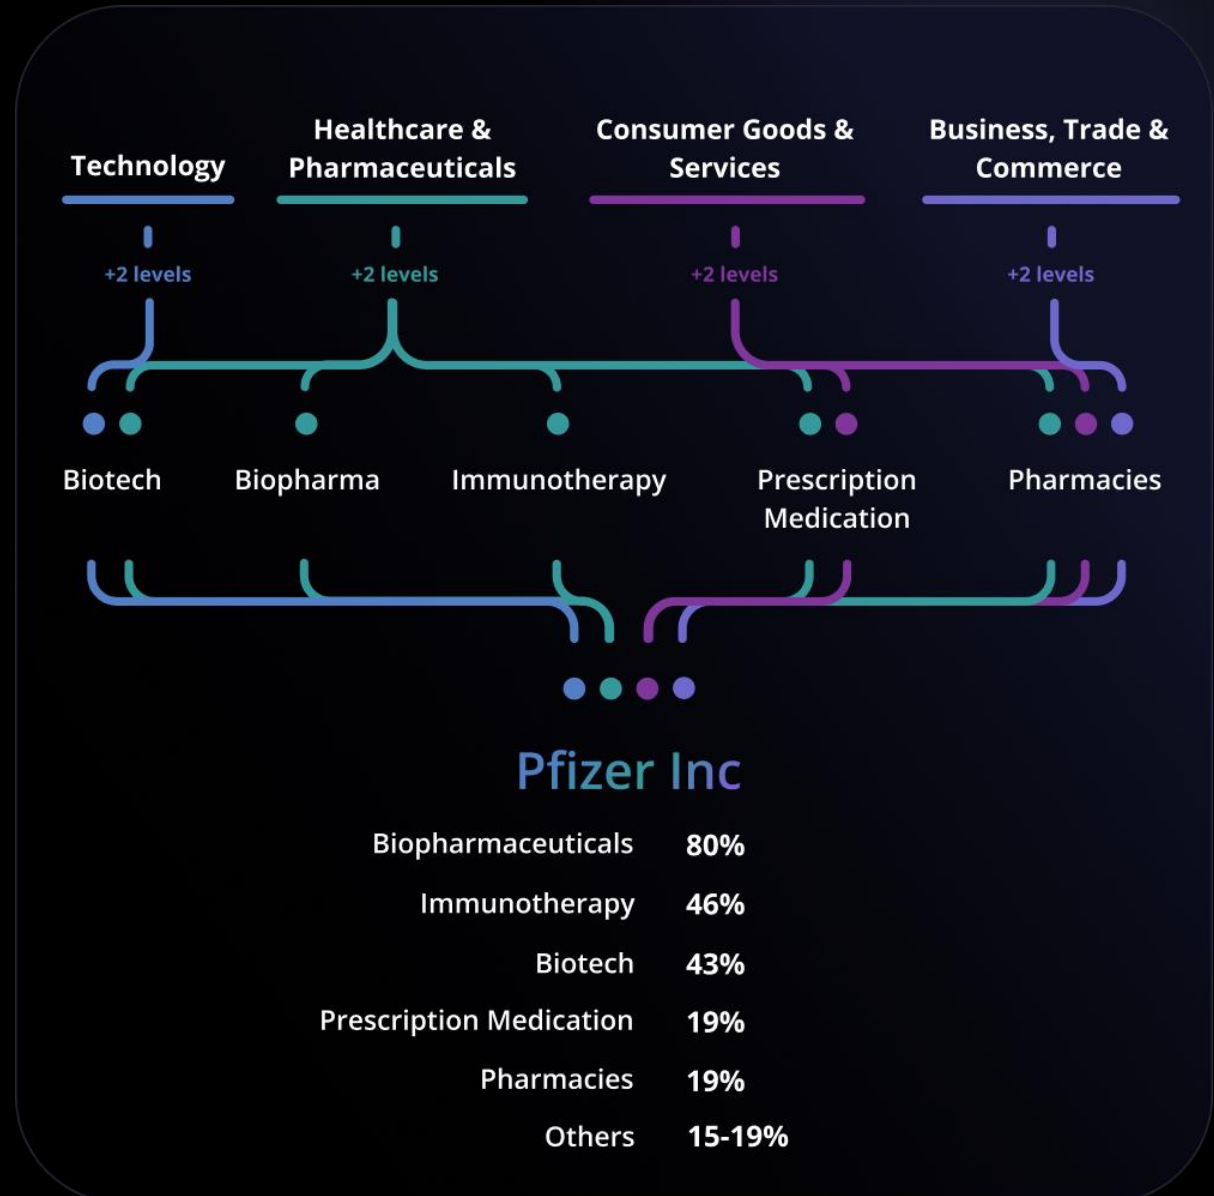 Technology
Healthcare &
Pharmaceuticals
Consumer Goods &
Services
Business, Trade &
Commerce
+2 levels
+2 levels
+2 levels
+2 levels
Biotech
Biopharma
Immunotherapy
Prescription
Medication
Pharmacies
Pfizer Inc
Biopharmaceuticals 80%
Immunotherapy 46%
Biotech 43%
Prescription Medication 19%
Pharmacies 19%
Others 15-19%